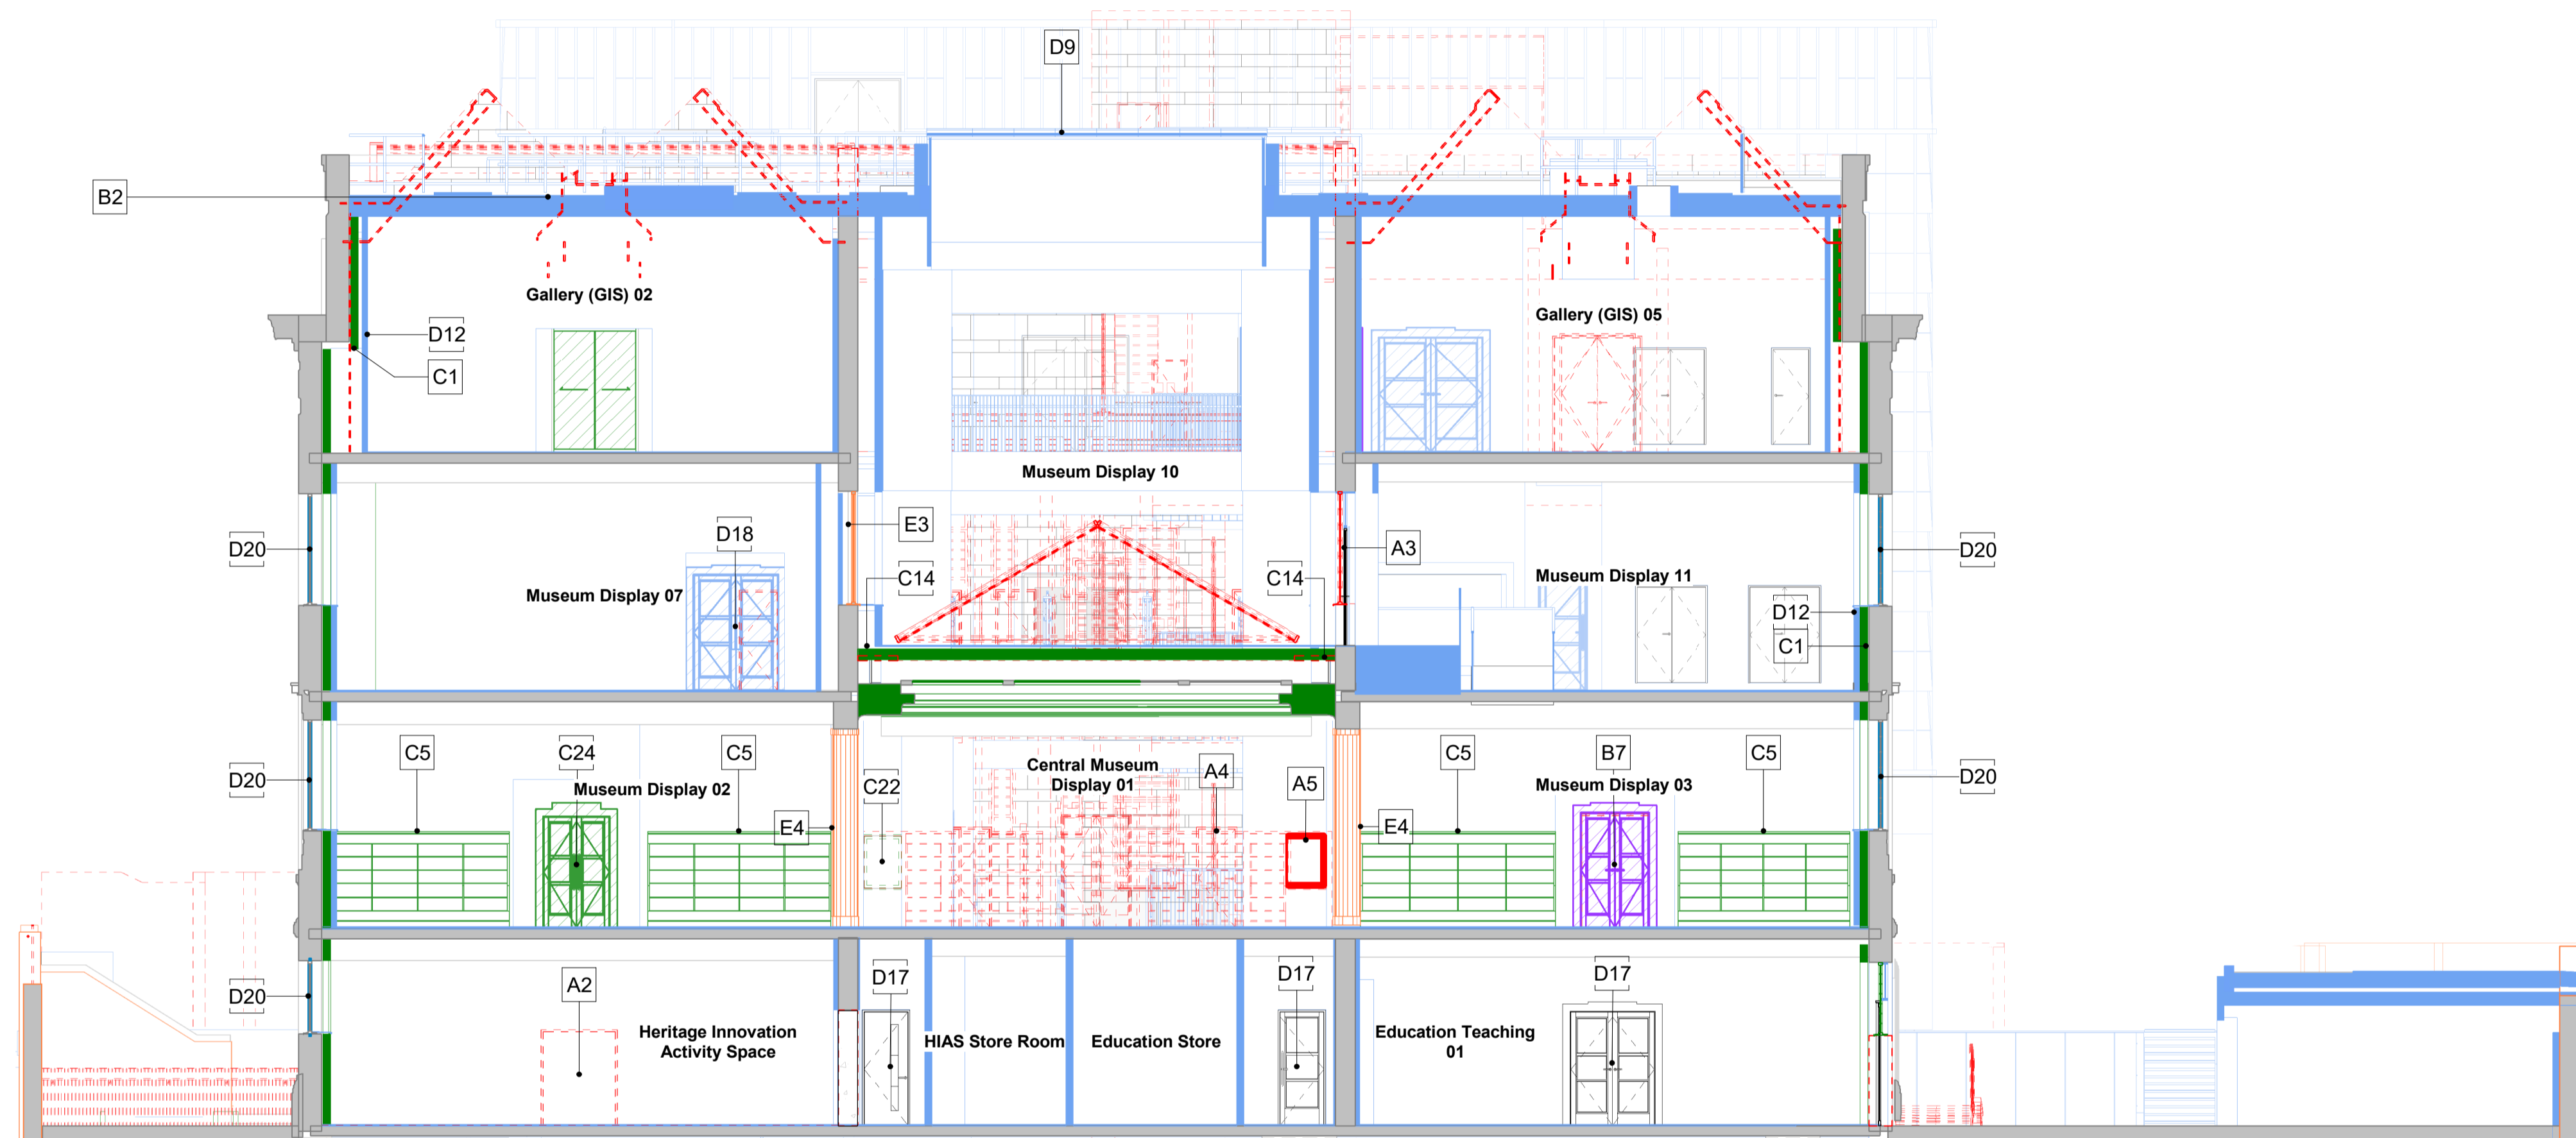 D9
B2
Gallery (GIS) 02
Gallery (GIS) 05
D12
C1
Museum Display 10
D20
D18
E3
A3
D20
C14
C14
Museum Display 07
Museum Display 11
D12
C1
C5
C24
C5
C5
B7
C5
Museum Display 02
Central Museum
Display 01
A4
A5
C22
Museum Display 03
D20
D20
E4
E4
D20
A2
D17
D17
D17
Heritage Innovation
Activity Space
HIAS Store Room
Education Store
Education Teaching
01